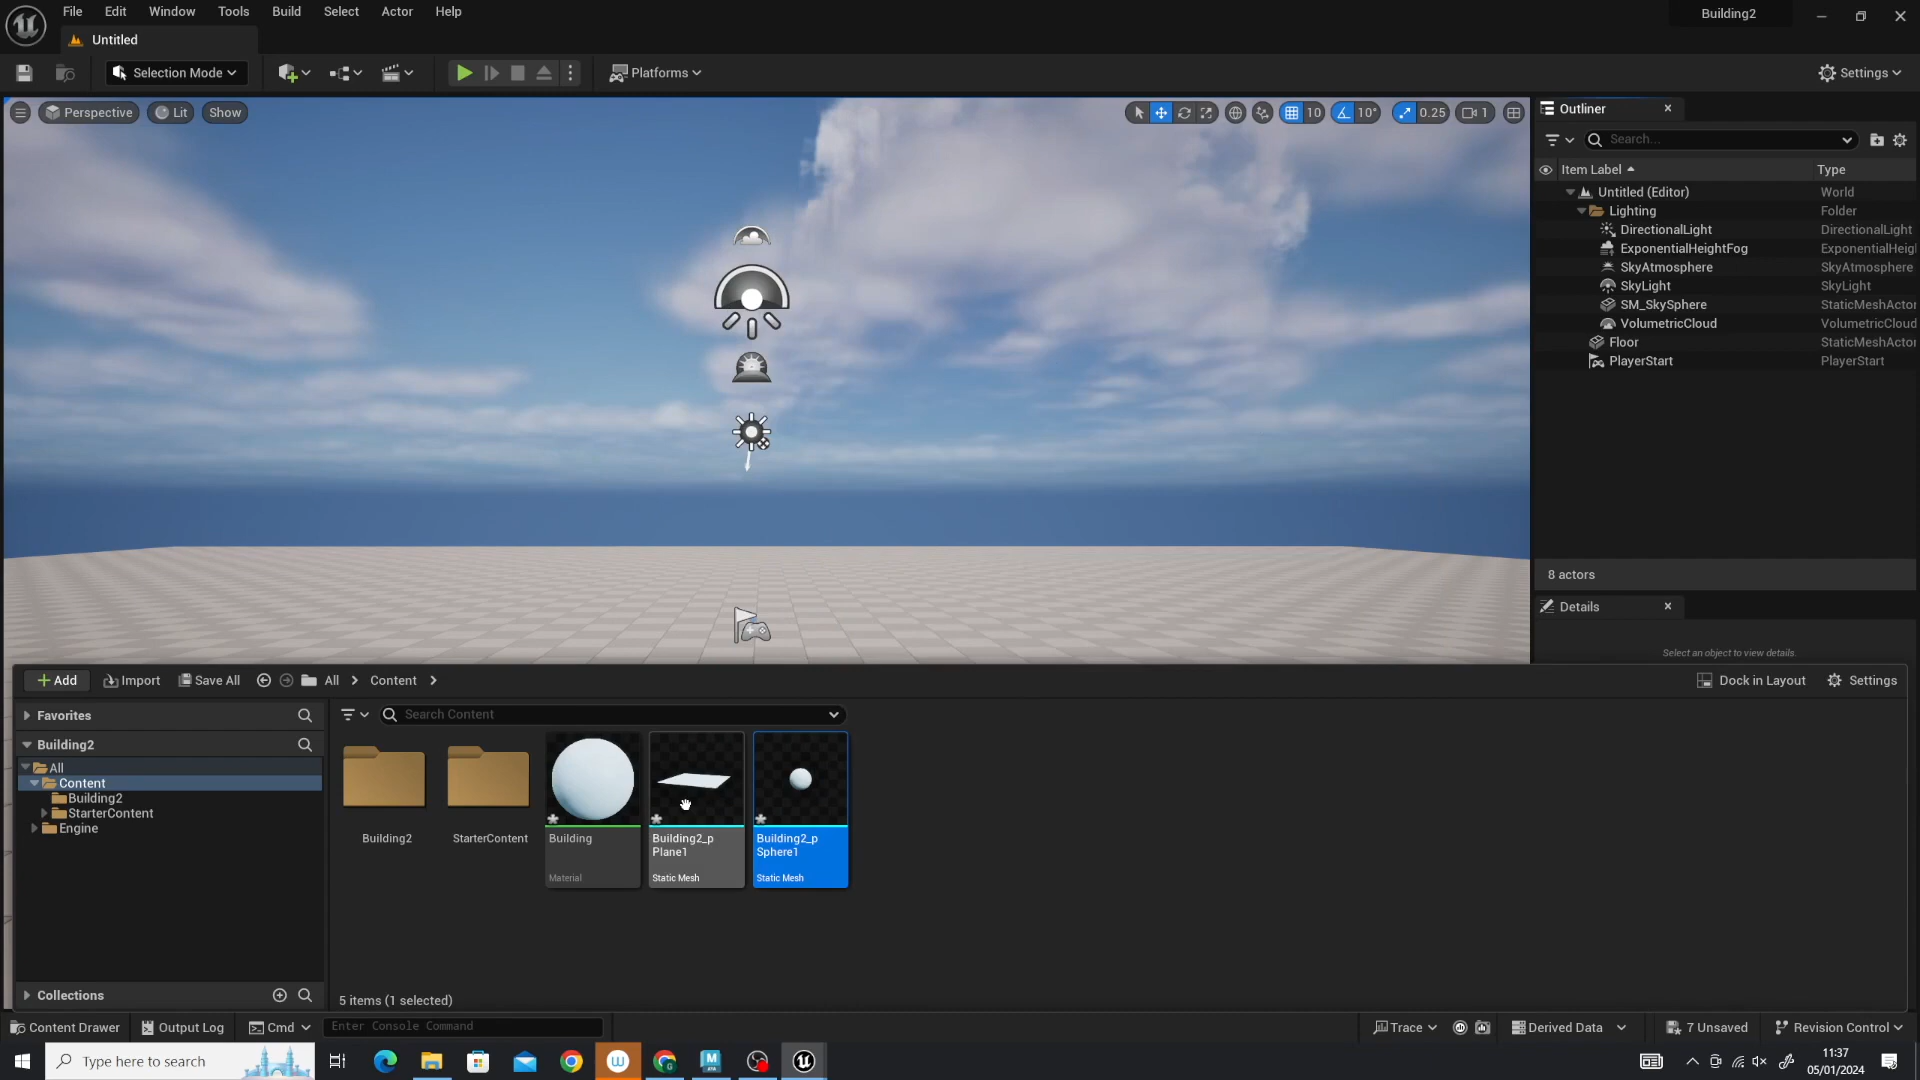 File Edit Window Tools Build Select Actor Help
Building2
Untitled
Selection Mode
Platforms
Settings
Perspective Lit Show
10 10° 0.25 1
Outliner
Search...
Item Label Type
Untitled (Editor) World
Lighting Folder
DirectionalLight DirectionalLight
ExponentialHeightFog ExponentialHeig
SkyAtmosphere SkyAtmosphere
SkyLight SkyLight
SM_SkySphere StaticMeshActor
VolumetricCloud VolumetricCloud
Floor StaticMeshActor
PlayerStart PlayerStart
8 actors
Details
Select an object to view details.
Add Import Save All All Content
Dock in Layout Settings
Favorites
Search Content
Building2
All
Content
Building2
StarterContent
Engine
Building2
StarterContent
Building
Material
Building2_p
Plane1
Static Mesh
Building2_p
Sphere1
Static Mesh
Collections
5 items (1 selected)
Content Drawer Output Log Cmd Enter Console Command
Trace Derived Data 7 Unsaved Revision Control
Type here to search
11:37
05/01/2024